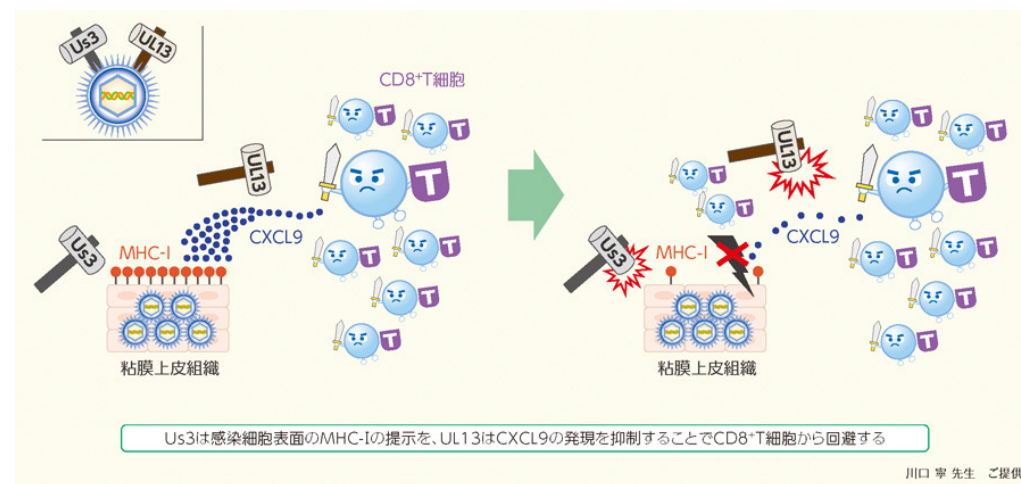 Us3
UL13
CD8⁺T細胞
T
T
T
UL13
CXCL9
Us3
MHC-I
T
T
T
T
粘膜上皮組織
UL13
T
T
T
T
T
CXCL9
Us3
MHC-I
T
T
T
T
粘膜上皮組織
Us3は感染細胞表面のMHC-Iの提示を、UL13はCXCL9の発現を抑制することでCD8⁺T細胞から回避する
川口 寧 先生 ご提供